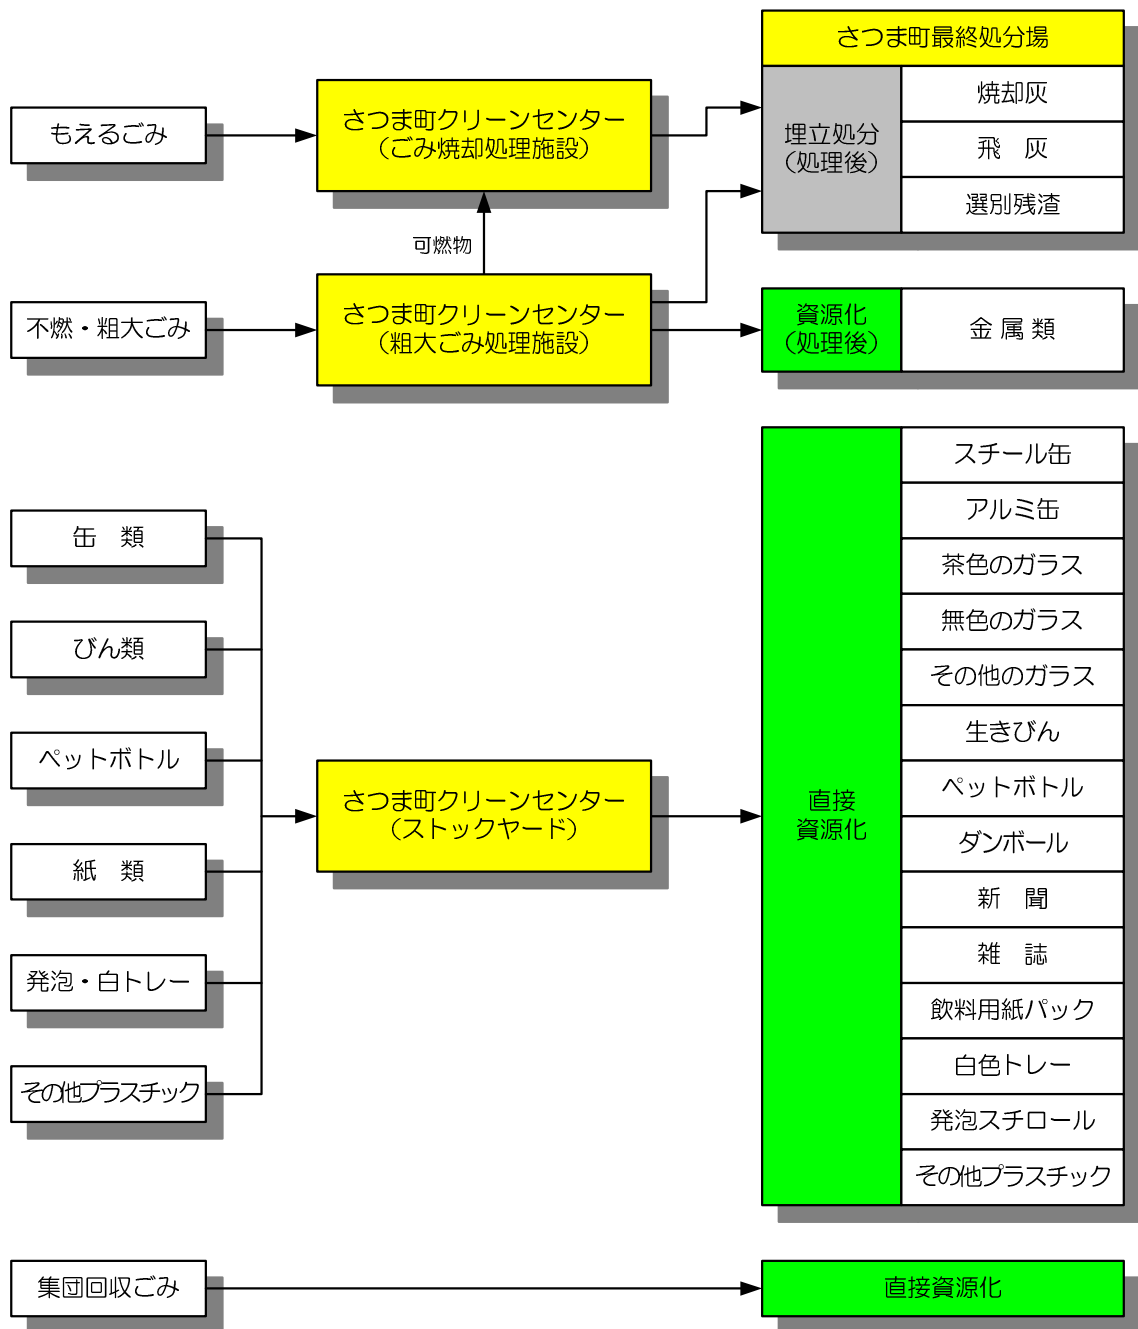 さつま町最終処分場
もえるごみ
さつま町クリーンセンター
（ごみ焼却処理施設）
埋立処分
（処理後）
焼却灰
飛　灰
選別残渣
可燃物
不燃・粗大ごみ
さつま町クリーンセンター
（粗大ごみ処理施設）
資源化
（処理後）
金 属 類
缶　類
びん類
ペットボトル
紙　類
発泡・白トレー
その他プラスチック
さつま町クリーンセンター
（ストックヤード）
直接
資源化
スチール缶
アルミ缶
茶色のガラス
無色のガラス
その他のガラス
生きびん
ペットボトル
ダンボール
新　聞
雑　誌
飲料用紙パック
白色トレー
発泡スチロール
その他プラスチック
集団回収ごみ
直接資源化